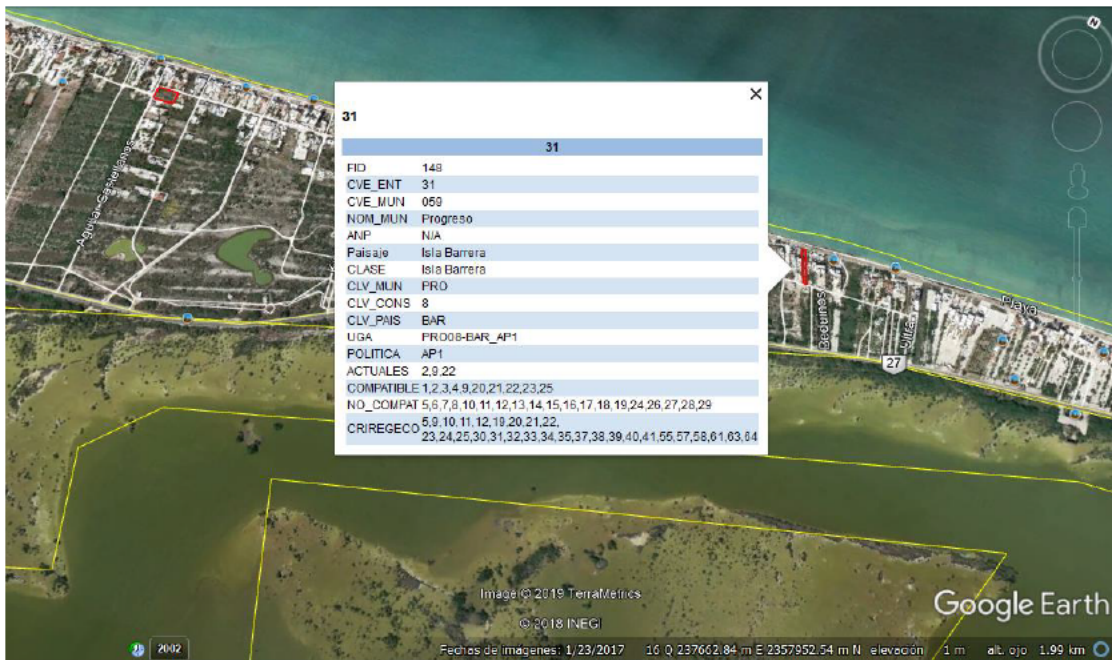 N
31
31
FID 148
CVE_ENT 31
CVE_MUN 059
NOM_MUN Progreso
ANP N/A
Paisaje Isla Barrera
CLASE Isla Barrera
CLV_MUN PRO
CLV_CONS 8
CLV_PAIS BAR
UGA PRO08-BAR_AP1
POLITICA AP1
ACTUALES 2,9,22
COMPATIBLE 1,2,3,4,9,20,21,22,23,25
NO_COMPAT 5,6,7,8,10,11,12,13,14,15,16,17,18,19,24,26,27,28,29
CRIREGECO 5,9,10,11,12,19,20,21,22,
23,24,25,30,31,32,33,34,35,37,38,39,40,41,55,57,58,61,63,64
Aguilar Castellanos
Beduinos
Playa
27
Image © 2019 TerraMetrics
© 2018 INEGI
Google Earth
2002
Fechas de imágenes: 1/23/2017 16 Q 237662.84 m E 2357952.54 m N elevación 1 m alt. ojo 1.99 km